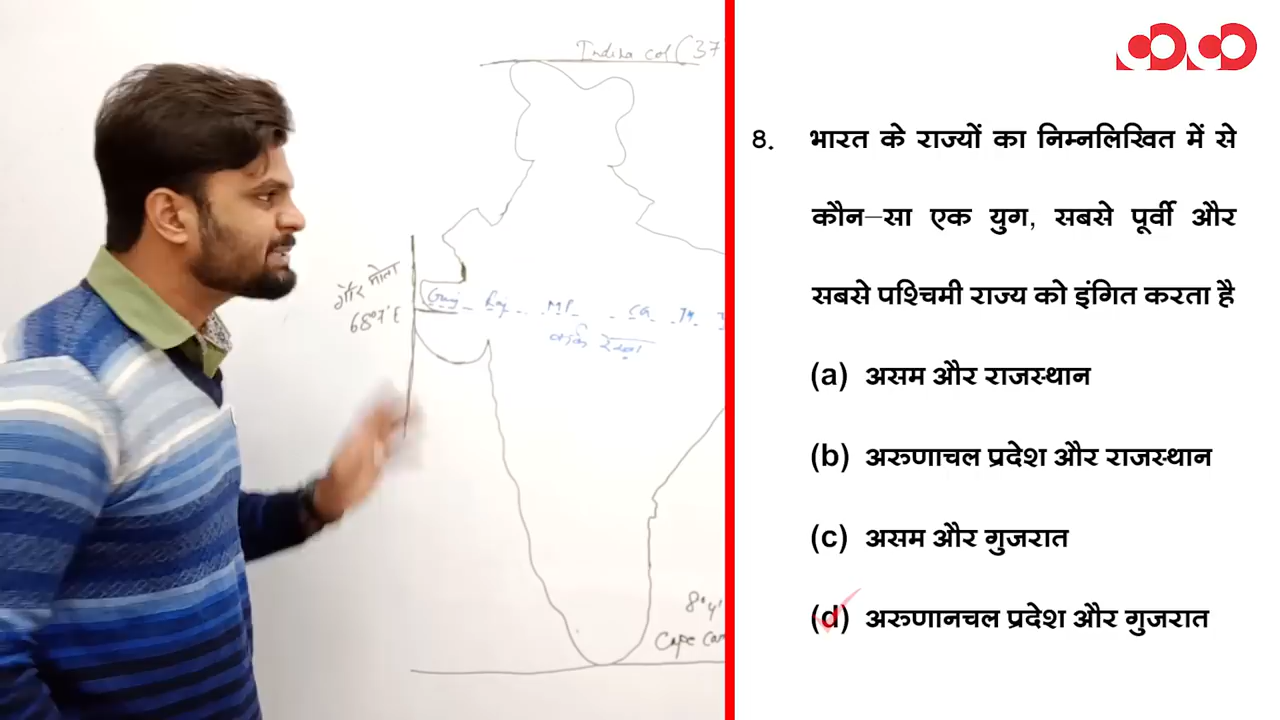 Indira col (37
गौर मोता
68°7'E
Guj Raj MP CG Jh
कर्क रेखा
8°4'
Cape Cam
8. भारत के राज्यों का निम्नलिखित में से
कौन–सा एक युग, सबसे पूर्वी और
सबसे पश्चिमी राज्य को इंगित करता है
(a) असम और राजस्थान
(b) अरुणाचल प्रदेश और राजस्थान
(c) असम और गुजरात
(d) अरुणानचल प्रदेश और गुजरात